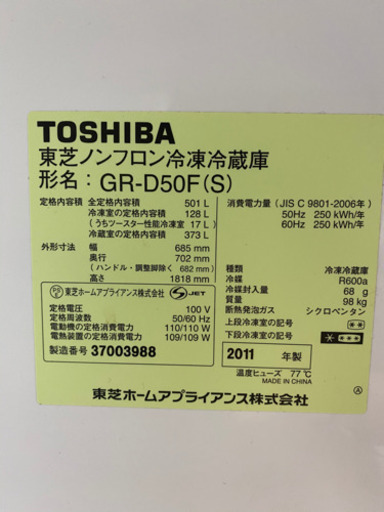 TOSHIBA
東芝ノンフロン冷凍冷蔵庫
形名：GR-D50F(S)
定格内容積 全定格内容積 501 L
冷凍室の定格内容積 128 L
(うちツースター性能冷凍室 17 L)
冷蔵室の定格内容積 373 L
外形寸法 幅 685 mm
奥行 702 mm
(ハンドル・調整脚除く 682 mm)
高さ 1818 mm
PSE 東芝ホームアプライアンス株式会社 S JET
定格電圧 100 V
定格周波数 50/60 Hz
電動機の定格消費電力 110/110 W
電熱装置の定格消費電力 109/109 W
製造番号 37003988
消費電力量 (JIS C 9801-2006年)
50Hz 250 kWh/年
60Hz 250 kWh/年
種類 冷凍冷蔵庫
冷媒 R600a
冷媒封入量 68 g
質量 98 kg
断熱発泡ガス シクロペンタン
上段冷凍室の記号
下段冷凍室の記号
2011 年製
温度ヒューズ 77℃
MADE IN CHINA
東芝ホームアプライアンス株式会社
Ⓐ